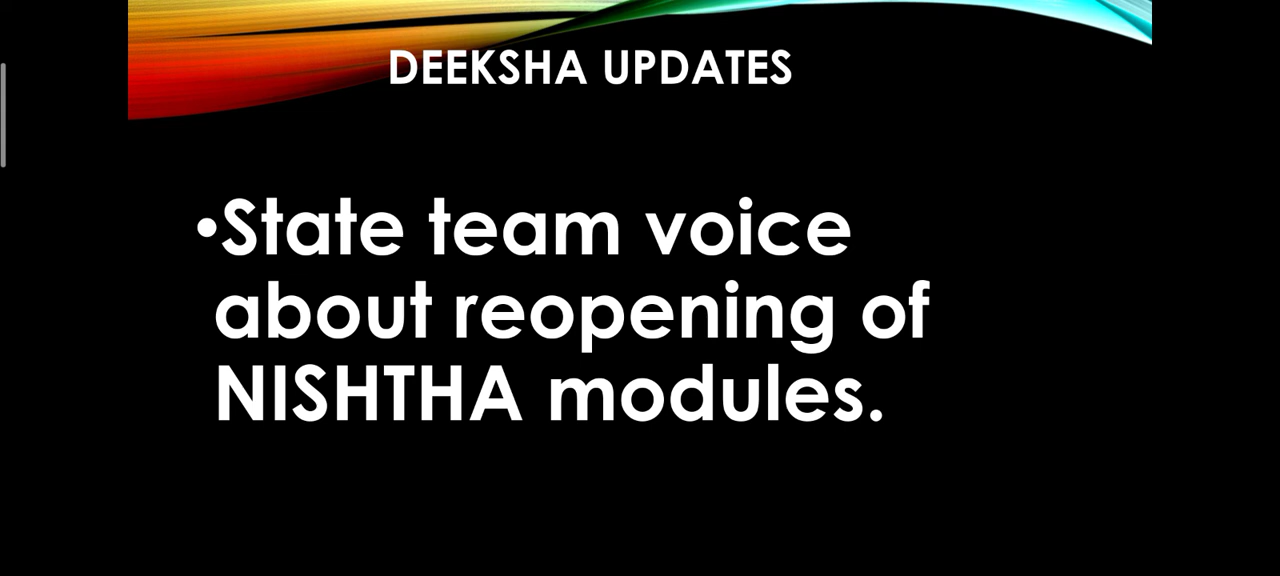 DEEKSHA UPDATES
•State team voice
about reopening of
NISHTHA modules.